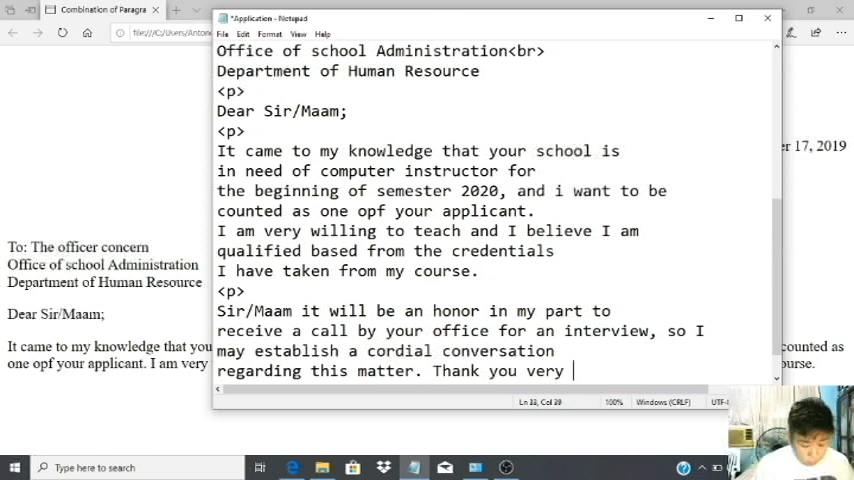 Combination of Paragra
file:///C:/Users/Anton
*Application - Notepad
File Edit Format View Help
Office of school Administration<br>
Department of Human Resource
<p>
Dear Sir/Maam;
<p>
It came to my knowledge that your school is
in need of computer instructor for
the beginning of semester 2020, and i want to be
counted as one opf your applicant.
I am very willing to teach and I believe I am
qualified based from the credentials
I have taken from my course.
<p>
Sir/Maam it will be an honor in my part to
receive a call by your office for an interview, so I
may establish a cordial conversation
regarding this matter. Thank you very
Ln 33, Col 39 100% Windows (CRLF) UTF-
er 17, 2019
To: The officer concern
Office of school Administration
Department of Human Resource
Dear Sir/Maam;
It came to my knowledge that you
counted as
one opf your applicant. I am very
ourse.
Type here to search